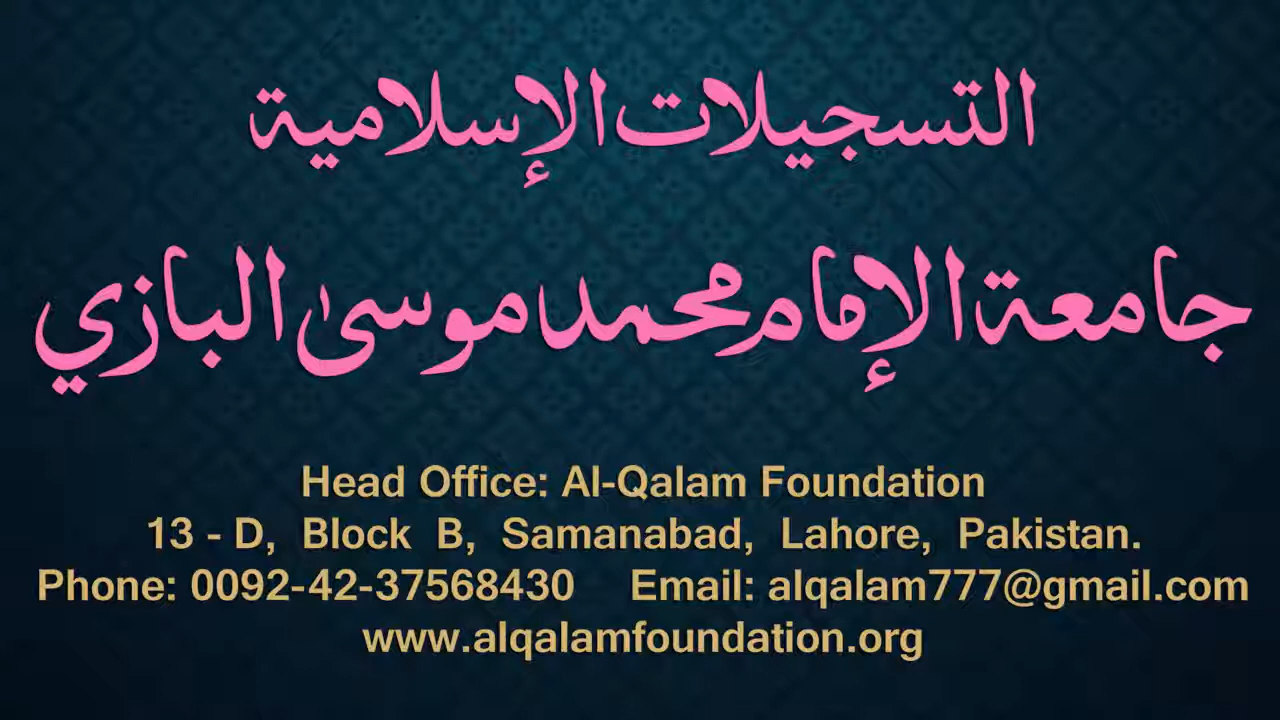 التسجيلات الإسلامية
جامعة الإمام محمد موسىٰ البازي
Head Office: Al-Qalam Foundation
13 - D, Block B, Samanabad, Lahore, Pakistan.
Phone: 0092-42-37568430 Email: alqalam777@gmail.com
www.alqalamfoundation.org